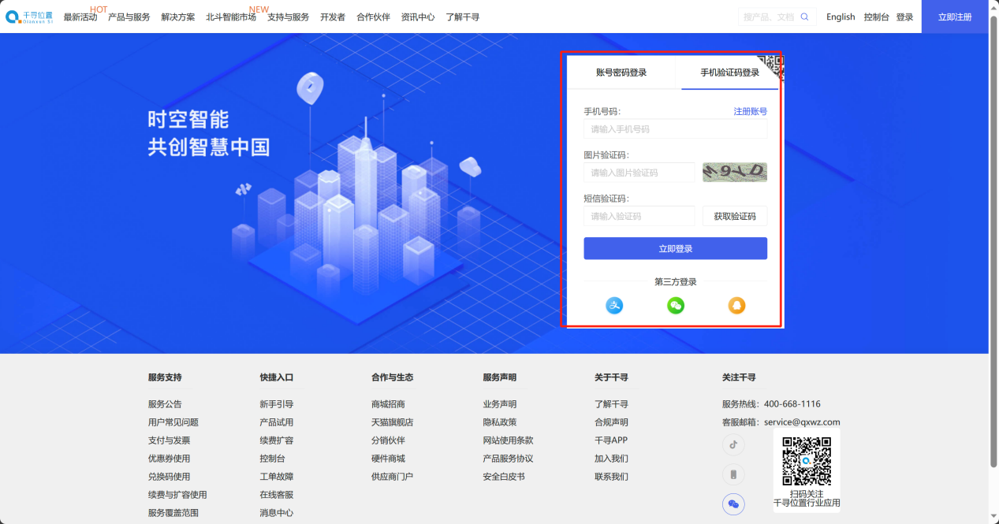 千寻位置
Qianxun SI
最新活动
HOT
产品与服务
解决方案
北斗智能市场
NEW
支持与服务
开发者
合作伙伴
资讯中心
了解千寻
搜产品、文档
English
控制台
登录
立即注册
时空智能
共创智慧中国
账号密码登录
手机验证码登录
手机号码：
注册账号
请输入手机号码
图片验证码：
请输入图片验证码
M9YD
短信验证码：
请输入验证码
获取验证码
立即登录
第三方登录
服务支持
服务公告
用户常见问题
支付与发票
优惠券使用
兑换码使用
续费与扩容使用
服务覆盖范围
快捷入口
新手引导
产品试用
续费扩容
控制台
工单故障
在线客服
消息中心
合作与生态
商城招商
天猫旗舰店
分销伙伴
硬件商城
供应商门户
服务声明
业务声明
隐私政策
网站使用条款
产品服务协议
安全白皮书
关于千寻
了解千寻
合规声明
千寻APP
加入我们
联系我们
关注千寻
服务热线：400-668-1116
客服邮箱：service@qxwz.com
扫码关注
千寻位置行业应用